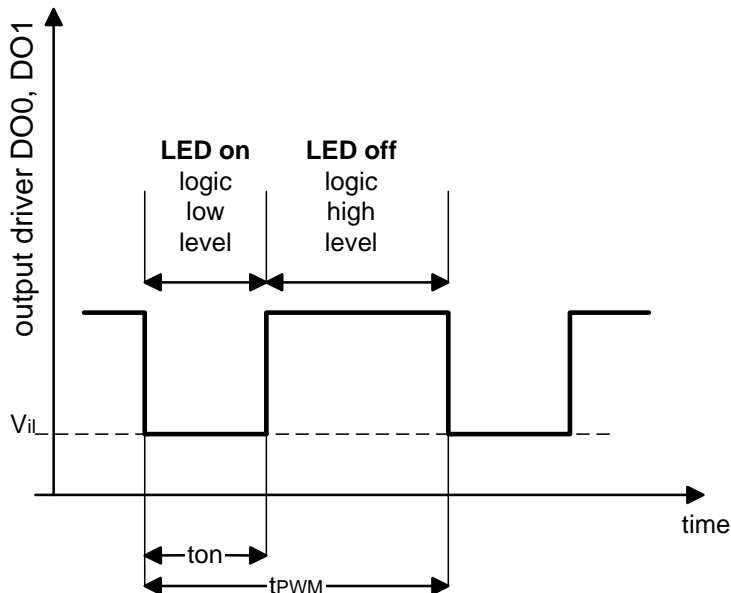 output driver DO0, DO1
LED on
logic
low
level
LED off
logic
high
level
Vil
time
ton
tPWM